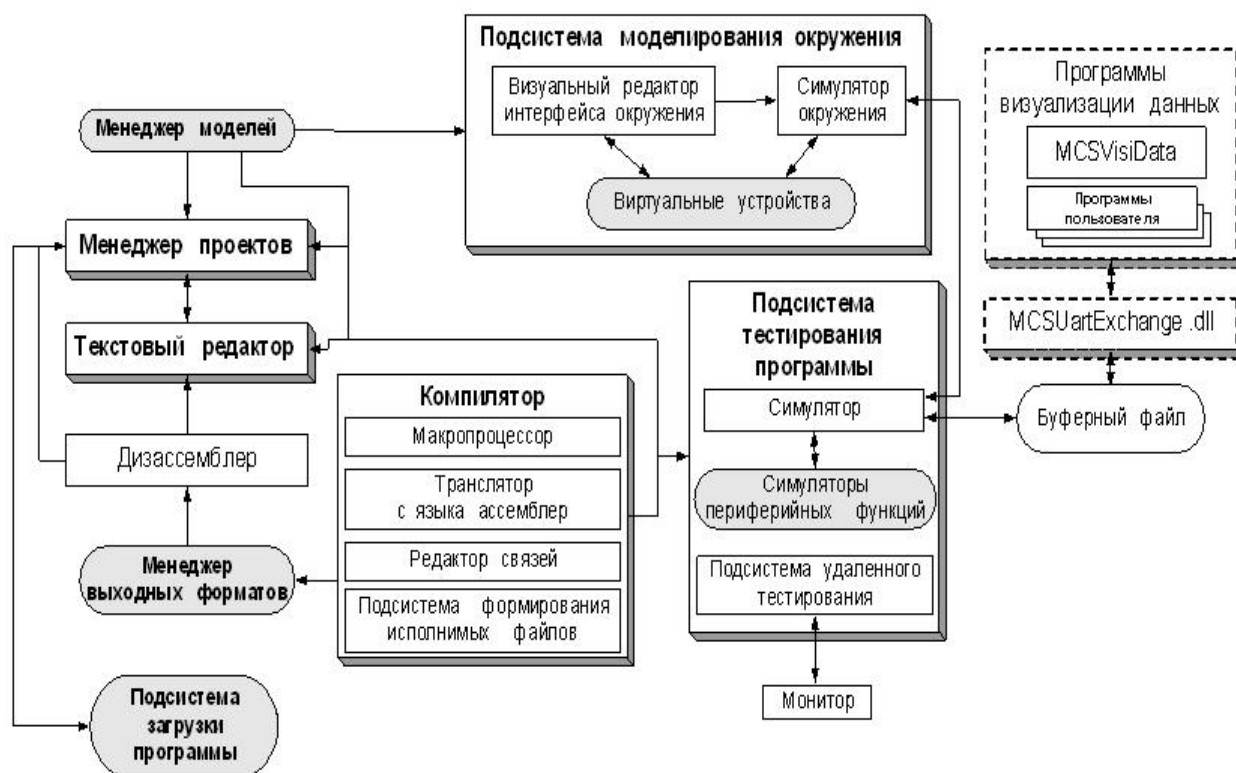 Подсистема моделирования окружения
Визуальный редактор
интерфейса окружения
Симулятор
окружения
Виртуальные устройства
Программы
визуализации данных
MCSVisiData
Программы
пользователя
MCSUartExchange .dll
Буферный файл
Менеджер моделей
Менеджер проектов
Текстовый редактор
Дизассемблер
Менеджер
выходных форматов
Подсистема
загрузки
программы
Компилятор
Макропроцессор
Транслятор
с языка ассемблер
Редактор связей
Подсистема формирования
исполнимых файлов
Подсистема
тестирования
программы
Симулятор
Симуляторы
периферийных функций
Подсистема удаленного
тестирования
Монитор